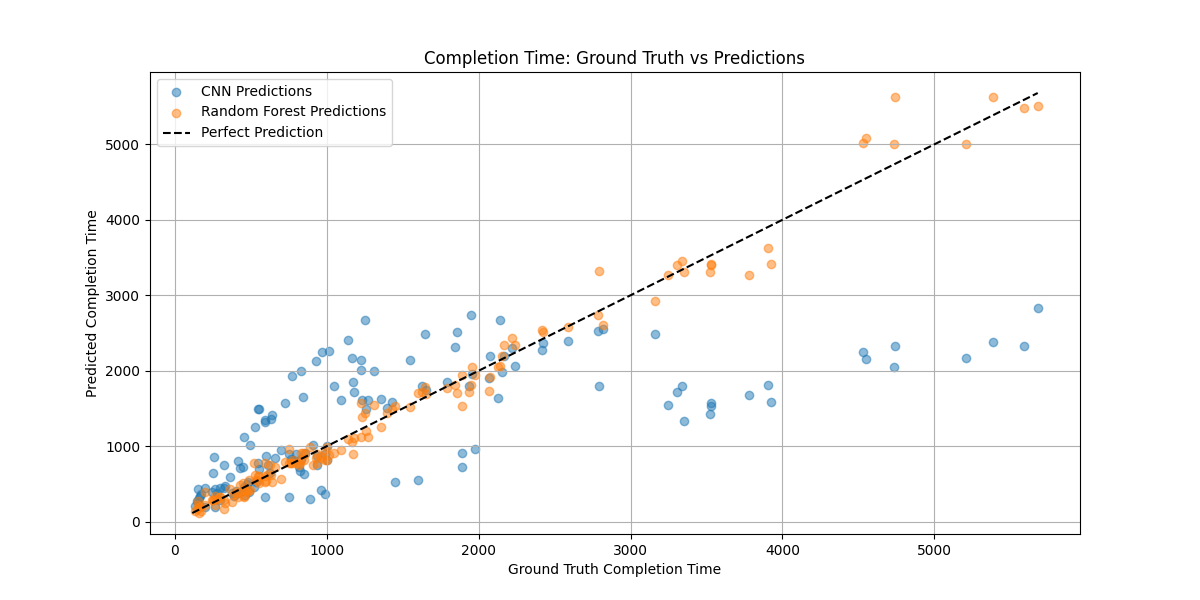 Completion Time: Ground Truth vs Predictions
CNN Predictions
Random Forest Predictions
Perfect Prediction
Predicted Completion Time
5000
4000
3000
2000
1000
0
0 1000 2000 3000 4000 5000
Ground Truth Completion Time